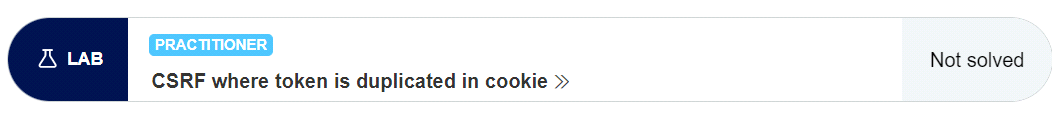 LAB
PRACTITIONER
CSRF where token is duplicated in cookie »
Not solved